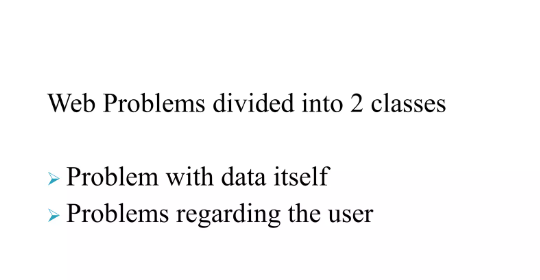 Web Problems divided into 2 classes
➢ Problem with data itself
➢ Problems regarding the user